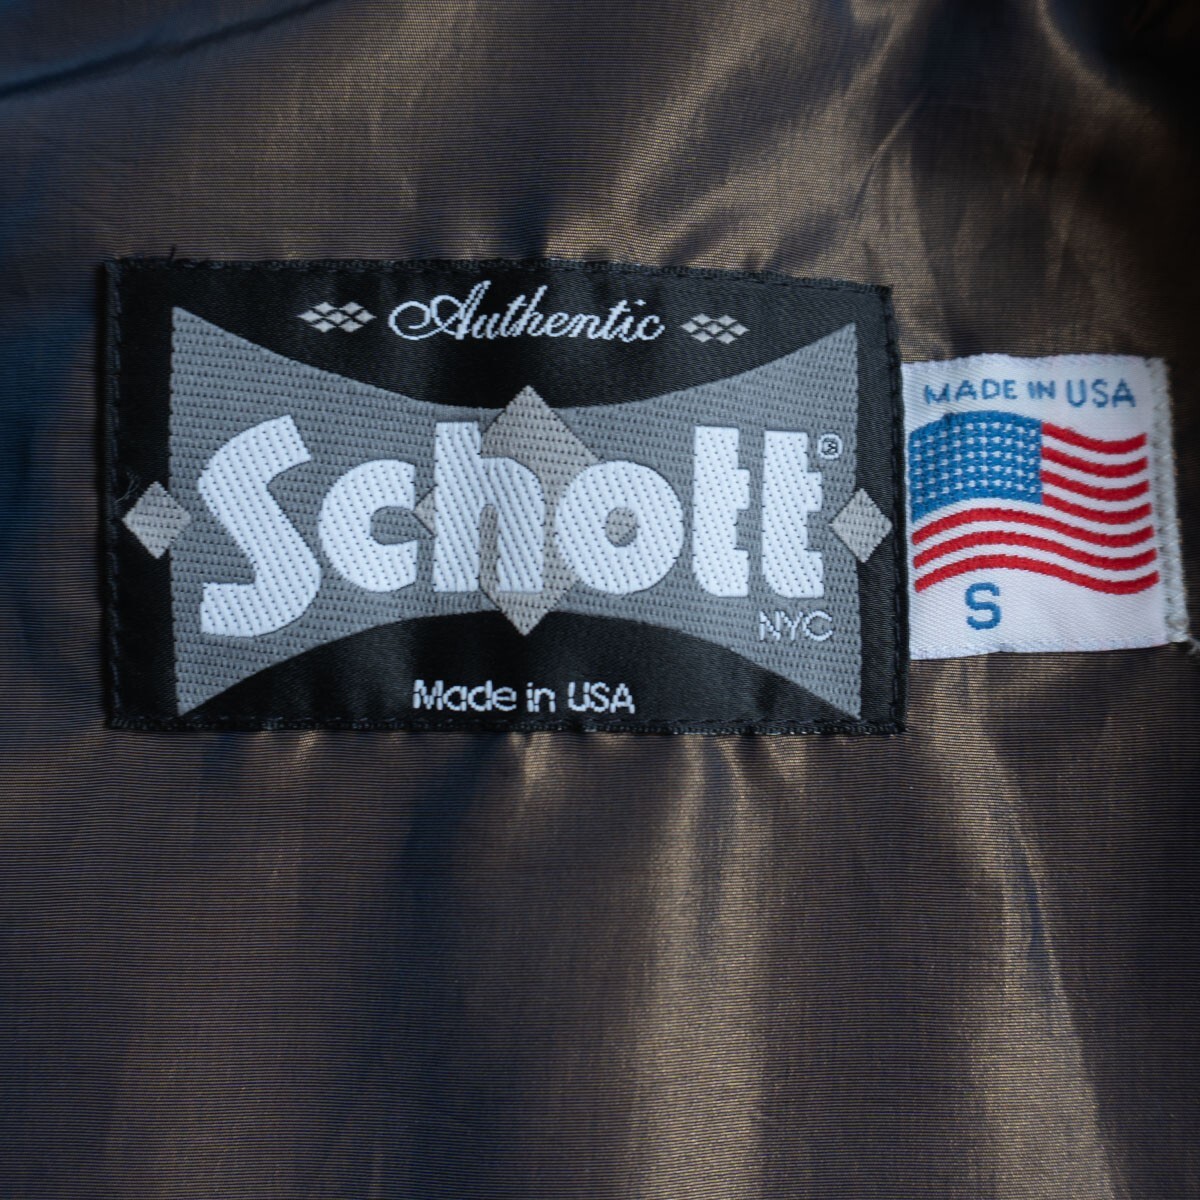 Authentic
Schott®
NYC
Made in USA
MADE IN USA
S